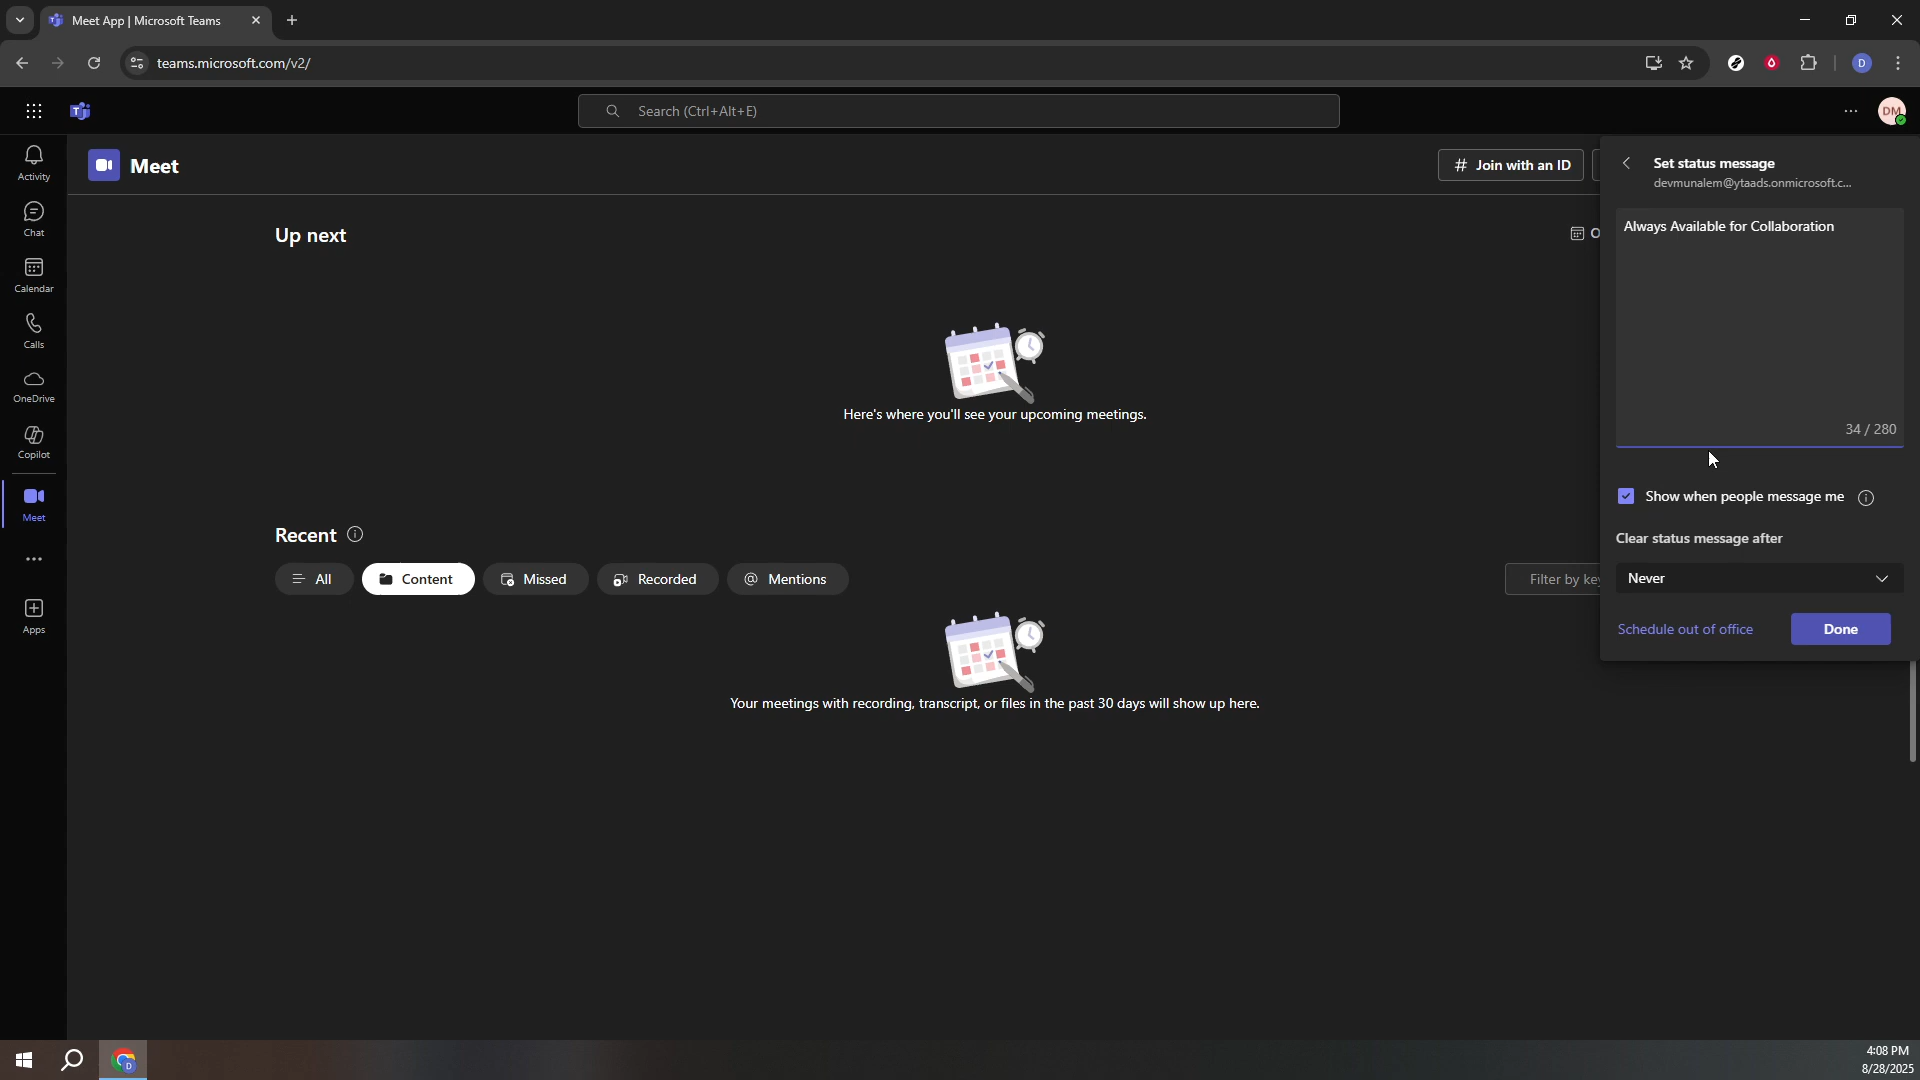 Meet App | Microsoft Teams
teams.microsoft.com/v2/
D
Search (Ctrl+Alt+E)
DM
Activity
Chat
Calendar
Calls
OneDrive
Copilot
Meet
Apps
Meet
# Join with an ID
Up next
Here's where you'll see your upcoming meetings.
Recent
All
Content
Missed
Recorded
Mentions
Filter by
Your meetings with recording, transcript, or files in the past 30 days will show up here.
Set status message
devmunalem@ytaads.onmicrosoft.c...
Always Available for Collaboration
34 / 280
Show when people message me
Clear status message after
Never
Schedule out of office
Done
4:08 PM
8/28/2025